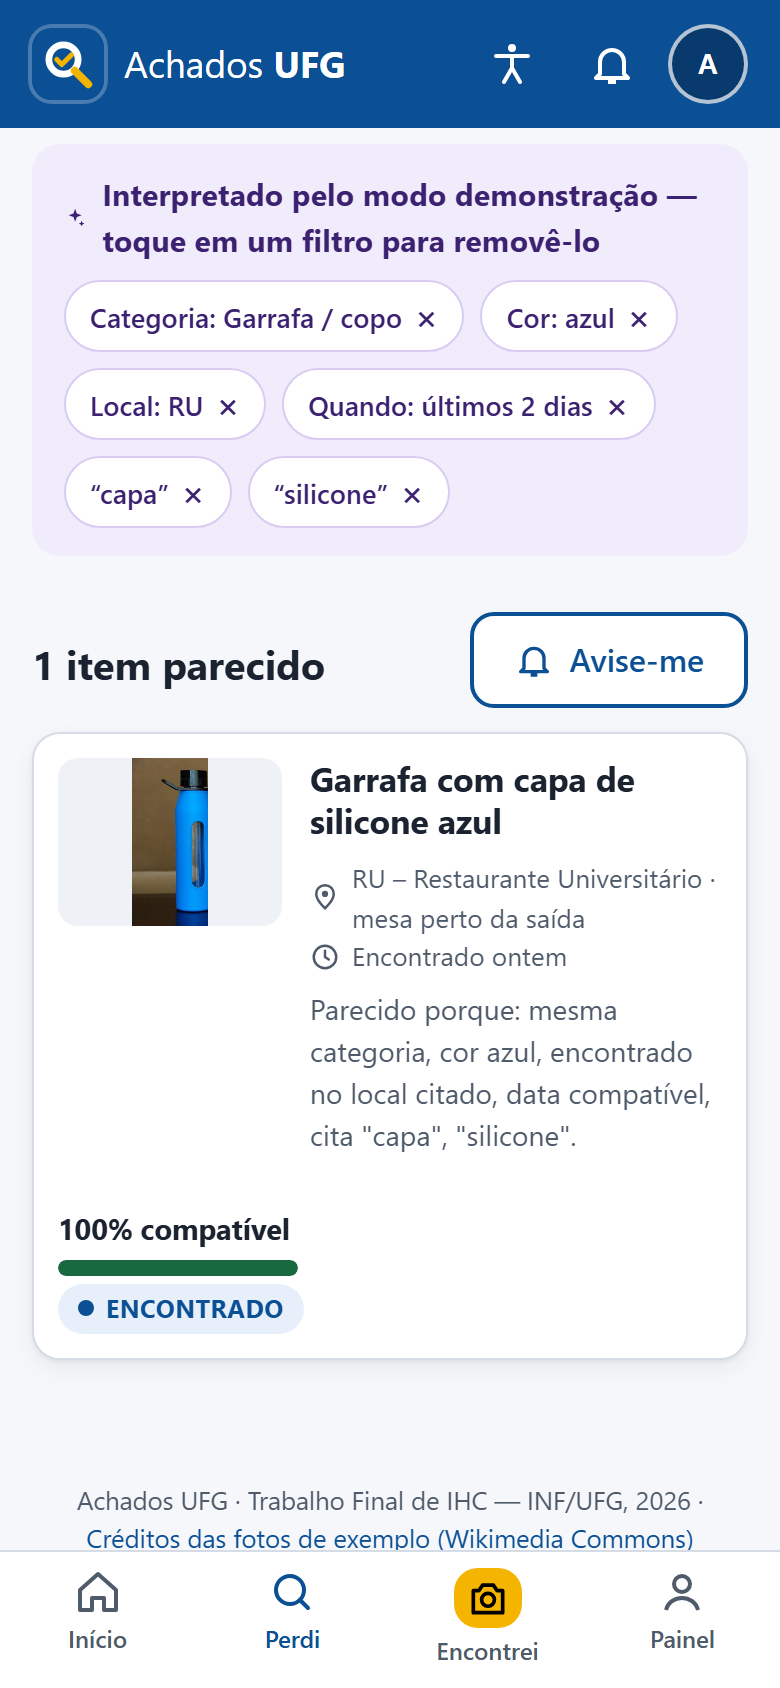 Achados UFG
A
Interpretado pelo modo demonstração —
toque em um filtro para removê-lo
Categoria: Garrafa / copo ✕
Cor: azul ✕
Local: RU ✕
Quando: últimos 2 dias ✕
“capa” ✕
“silicone” ✕
1 item parecido
Avise-me
Garrafa com capa de
silicone azul
RU – Restaurante Universitário ·
mesa perto da saída
Encontrado ontem
Parecido porque: mesma
categoria, cor azul, encontrado
no local citado, data compatível,
cita "capa", "silicone".
100% compatível
ENCONTRADO
Achados UFG · Trabalho Final de IHC — INF/UFG, 2026 ·
Créditos das fotos de exemplo (Wikimedia Commons)
Início
Perdi
Encontrei
Painel